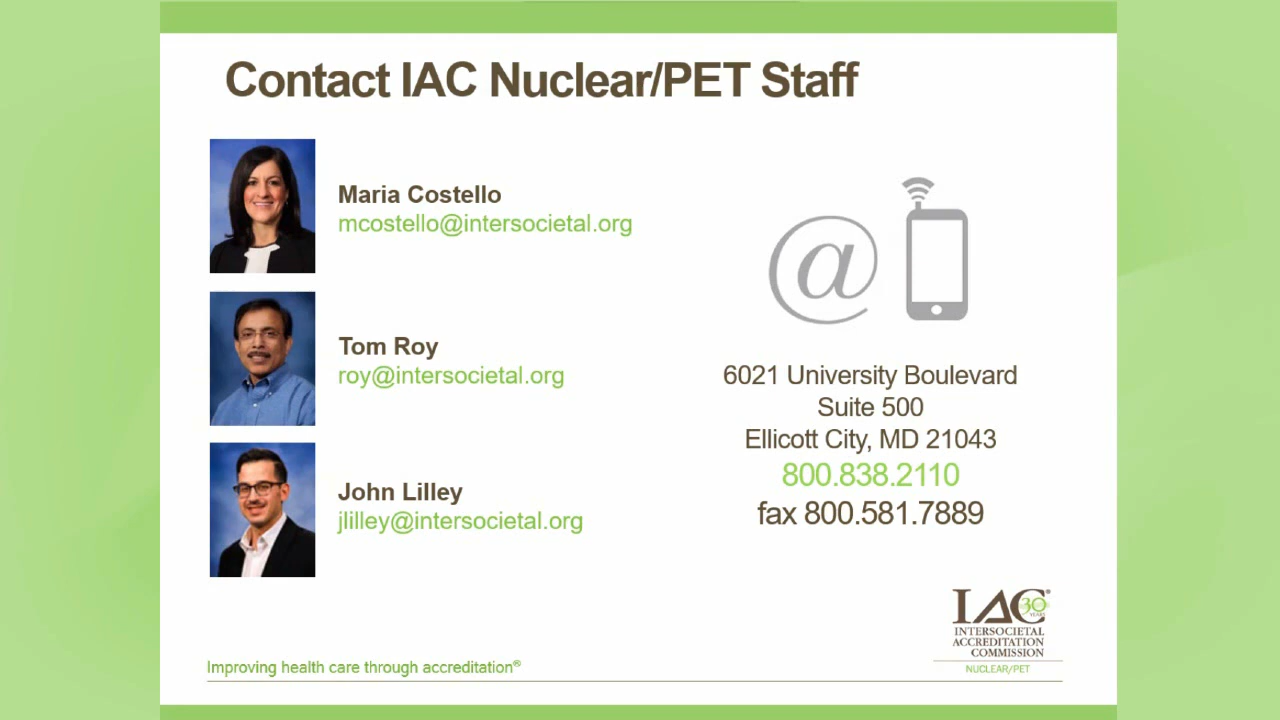 Contact IAC Nuclear/PET Staff
Maria Costello
mcostello@intersocietal.org
Tom Roy
roy@intersocietal.org
John Lilley
jlilley@intersocietal.org
@
6021 University Boulevard
Suite 500
Ellicott City, MD 21043
800.838.2110
fax 800.581.7889
IAC®
30
YEARS
INTERSOCIETAL
ACCREDITATION
COMMISSION
NUCLEAR/PET
Improving health care through accreditation®